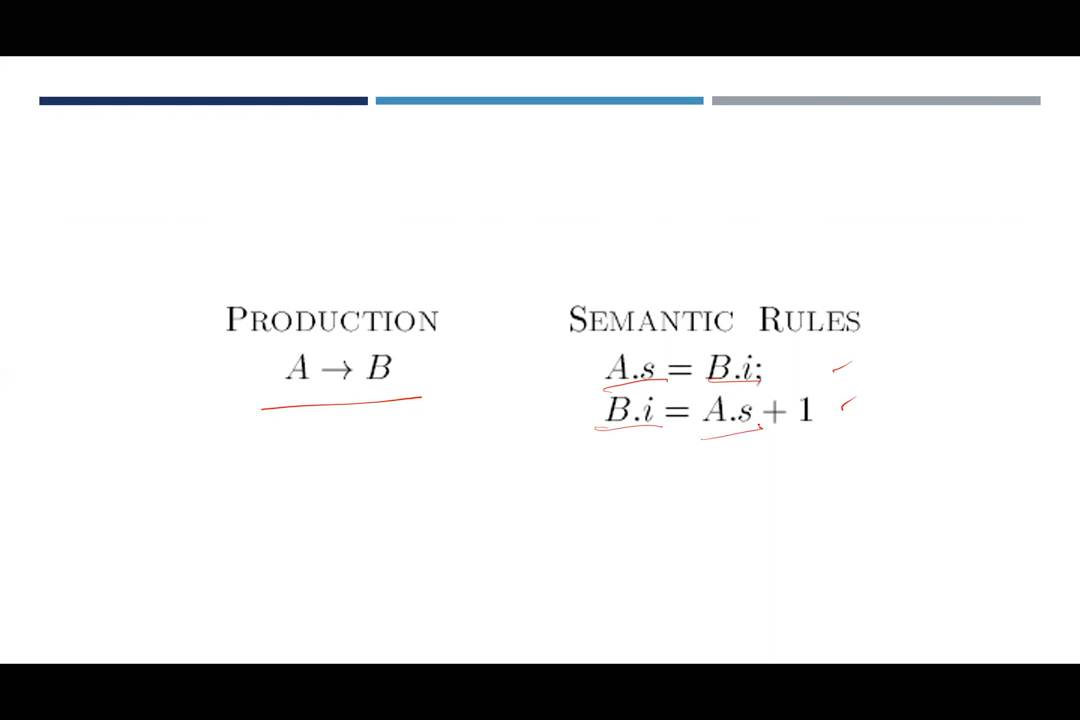 PRODUCTION
A → B
SEMANTIC RULES
A.s = B.i;
B.i = A.s + 1